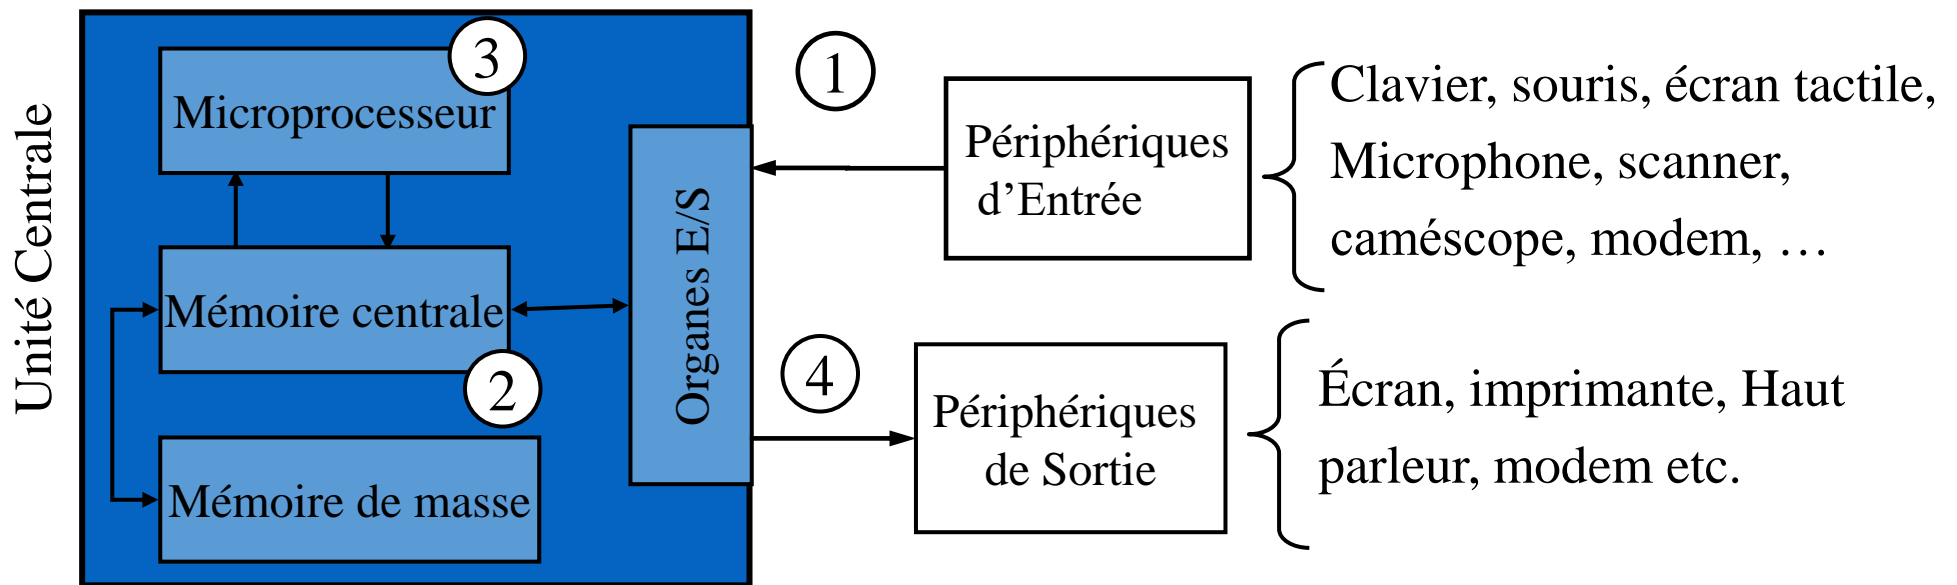 Unité Centrale
3
Microprocesseur
Mémoire centrale
2
Mémoire de masse
Organes E/S
1
Périphériques
d’Entrée
Clavier, souris, écran tactile,
Microphone, scanner,
caméscope, modem, …
4
Périphériques
de Sortie
Écran, imprimante, Haut
parleur, modem etc.